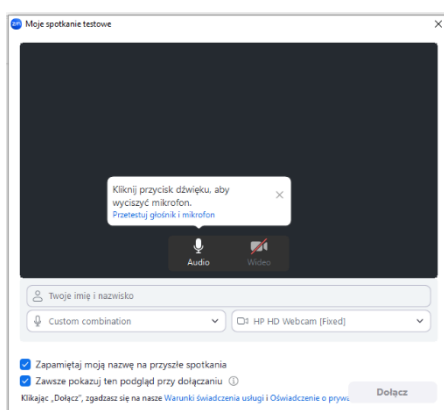 zm Moje spotkanie testowe
Kliknij przycisk dźwięku, aby
wyciszyć mikrofon.
Przetestuj głośnik i mikrofon
Audio
Wideo
Twoje imię i nazwisko
Custom combination
HP HD Webcam [Fixed]
Zapamiętaj moją nazwę na przyszłe spotkania
Zawsze pokazuj ten podgląd przy dołączaniu
Klikając „Dołącz”, zgadzasz się na nasze Warunki świadczenia usługi i Oświadczenie o prywa
Dołącz